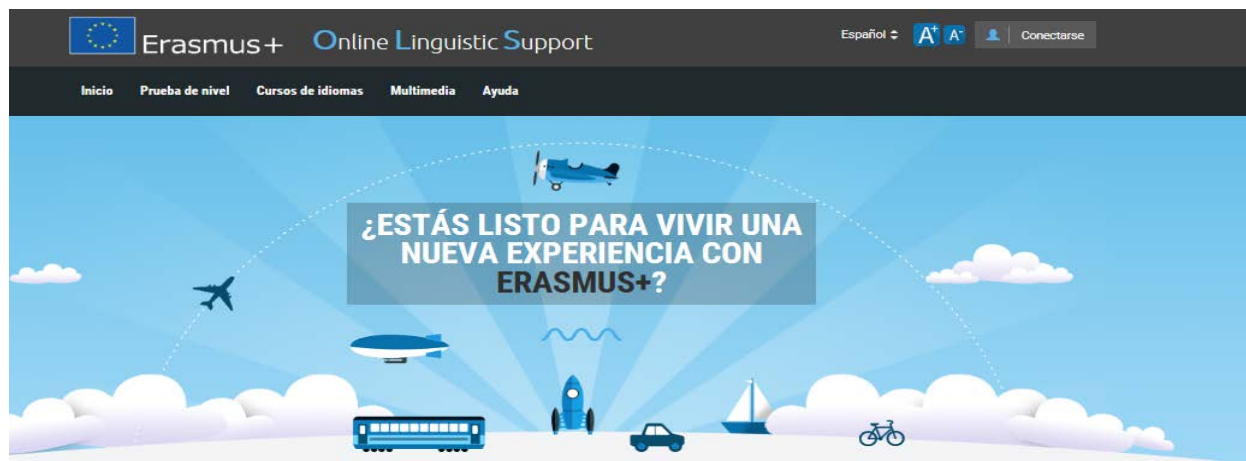 Erasmus+ Online Linguistic Support
Español A+ A- Conectarse
Inicio Prueba de nivel Cursos de idiomas Multimedia Ayuda
¿ESTÁS LISTO PARA VIVIR UNA
NUEVA EXPERIENCIA CON
ERASMUS+?